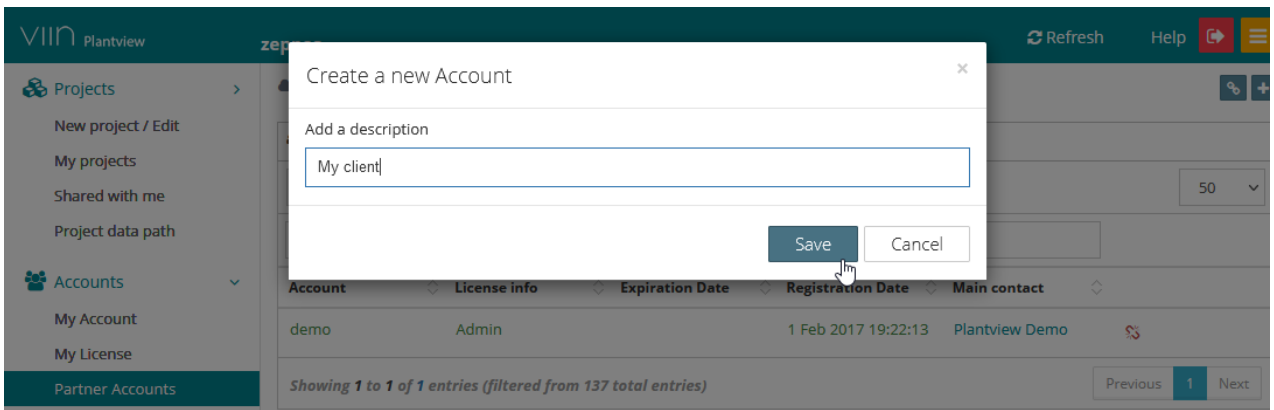 VIIN Plantview
Refresh
Help
Projects
New project / Edit
My projects
Shared with me
Project data path
Accounts
My Account
My License
Partner Accounts
Create a new Account
×
Add a description
My client
Save
Cancel
50
Account License info Expiration Date Registration Date Main contact
demo Admin 1 Feb 2017 19:22:13 Plantview Demo
Showing 1 to 1 of 1 entries (filtered from 137 total entries)
Previous 1 Next